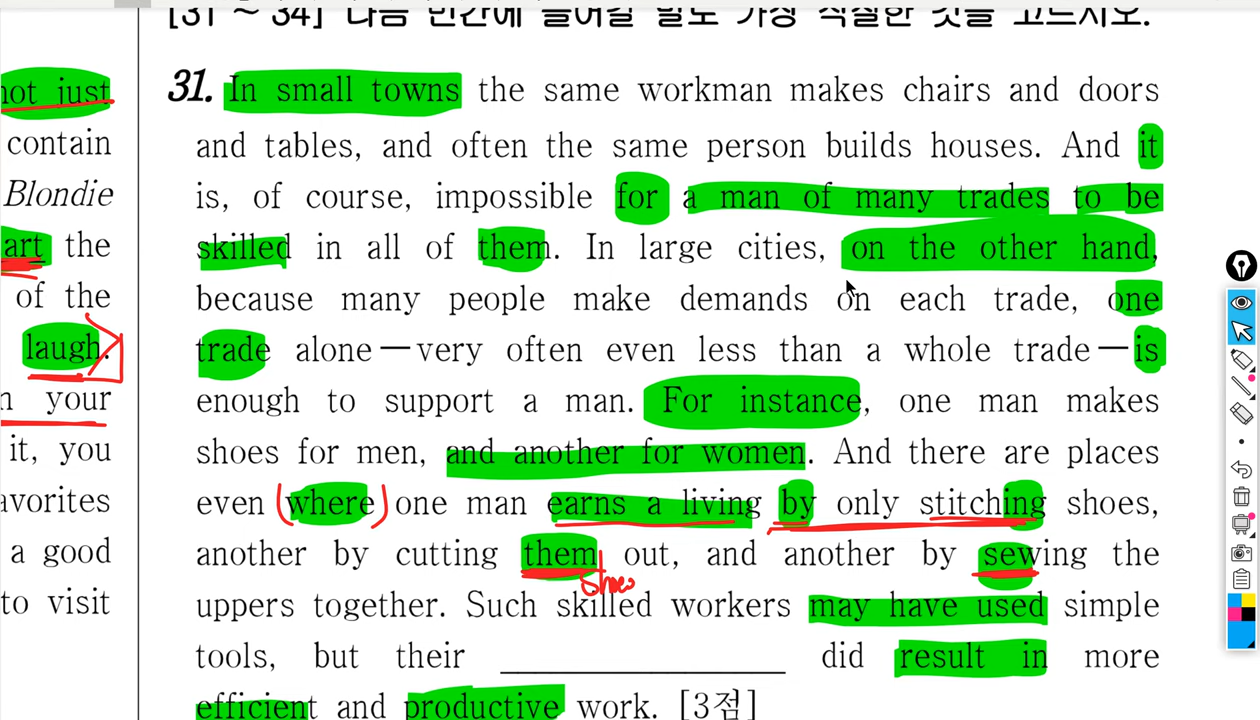 [31 ~ 34] 다음 빈칸에 들어갈 말로 가장 적절한 것을 고르시오.
not just
contain
Blondie
art the
of the
laugh.
n your
it, you
avorites
a good
to visit
31. In small towns the same workman makes chairs and doors
and tables, and often the same person builds houses. And it
is, of course, impossible for a man of many trades to be
skilled in all of them. In large cities, on the other hand,
because many people make demands on each trade, one
trade alone—very often even less than a whole trade—is
enough to support a man. For instance, one man makes
shoes for men, and another for women. And there are places
even (where) one man earns a living by only stitching shoes,
another by cutting them out, and another by sewing the
shoes
uppers together. Such skilled workers may have used simple
tools, but their ____________ did result in more
efficient and productive work. [3점]